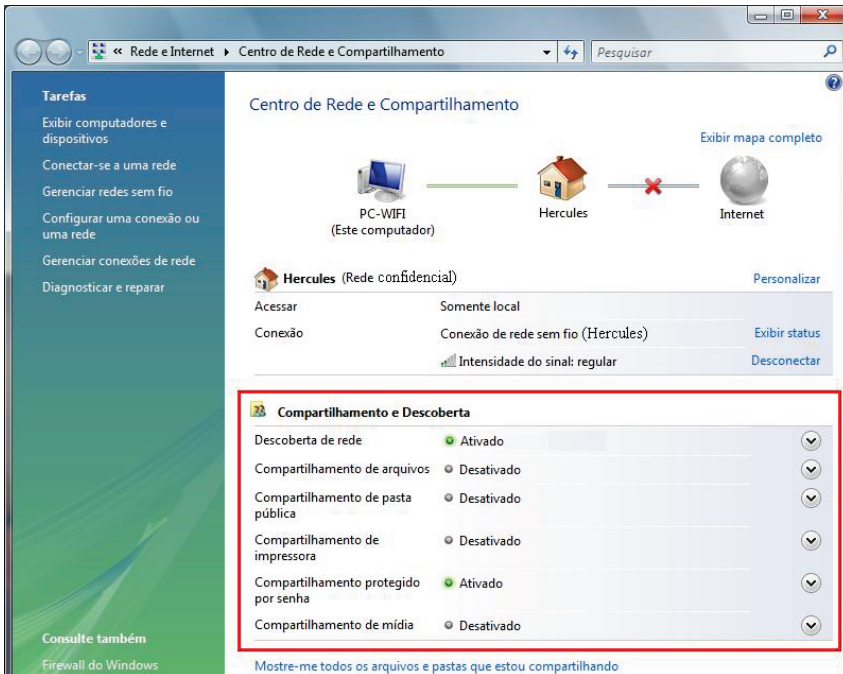 « Rede e Internet ▸ Centro de Rede e Compartilhamento
Pesquisar
Tarefas
Exibir computadores e
dispositivos
Conectar-se a uma rede
Gerenciar redes sem fio
Configurar uma conexão ou
uma rede
Gerenciar conexões de rede
Diagnosticar e reparar
Consulte também
Firewall do Windows
Centro de Rede e Compartilhamento
Exibir mapa completo
PC-WIFI
(Este computador)
Hercules
Internet
Hercules (Rede confidencial)
Personalizar
Acessar Somente local
Conexão Conexão de rede sem fio (Hercules) Exibir status
Intensidade do sinal: regular Desconectar
Compartilhamento e Descoberta
Descoberta de rede Ativado
Compartilhamento de arquivos Desativado
Compartilhamento de pasta
pública
Desativado
Compartilhamento de
impressora
Desativado
Compartilhamento protegido
por senha
Ativado
Compartilhamento de mídia Desativado
Mostre-me todos os arquivos e pastas que estou compartilhando